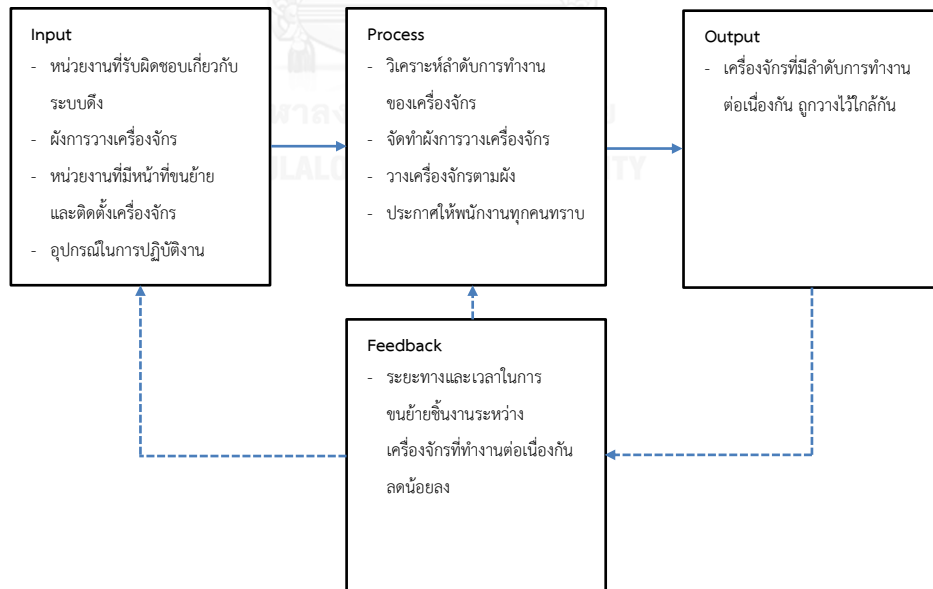 Input
- หน่วยงานที่รับผิดชอบเกี่ยวกับ
ระบบดึง
- ผังการวางเครื่องจักร
- หน่วยงานที่มีหน้าที่ขนย้าย
และติดตั้งเครื่องจักร
- อุปกรณ์ในการปฏิบัติงาน
Process
- วิเคราะห์ลำดับการทำงาน
ของเครื่องจักร
- จัดทำผังการวางเครื่องจักร
- วางเครื่องจักรตามผัง
- ประกาศให้พนักงานทุกคนทราบ
Output
- เครื่องจักรที่มีลำดับการทำงาน
ต่อเนื่องกัน ถูกวางไว้ใกล้กัน
Feedback
- ระยะทางและเวลาในการ
ขนย้ายชิ้นงานระหว่าง
เครื่องจักรที่ทำงานต่อเนื่องกัน
ลดน้อยลง